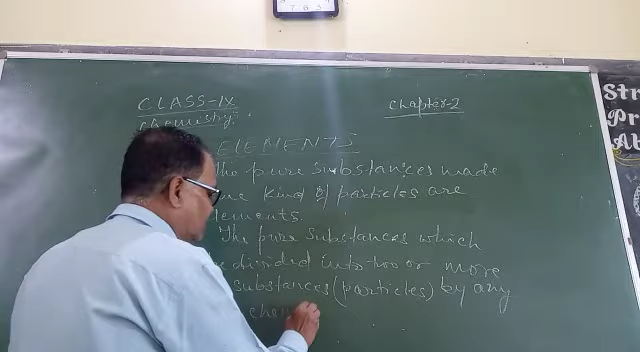 CLASS-IX
Chemistry:
Chapter-2
ELEMENTS
The pure substances made
kind of particles are
The pure substances which
divided into two or more
substances (particles) by any
Str
Pr
Ab